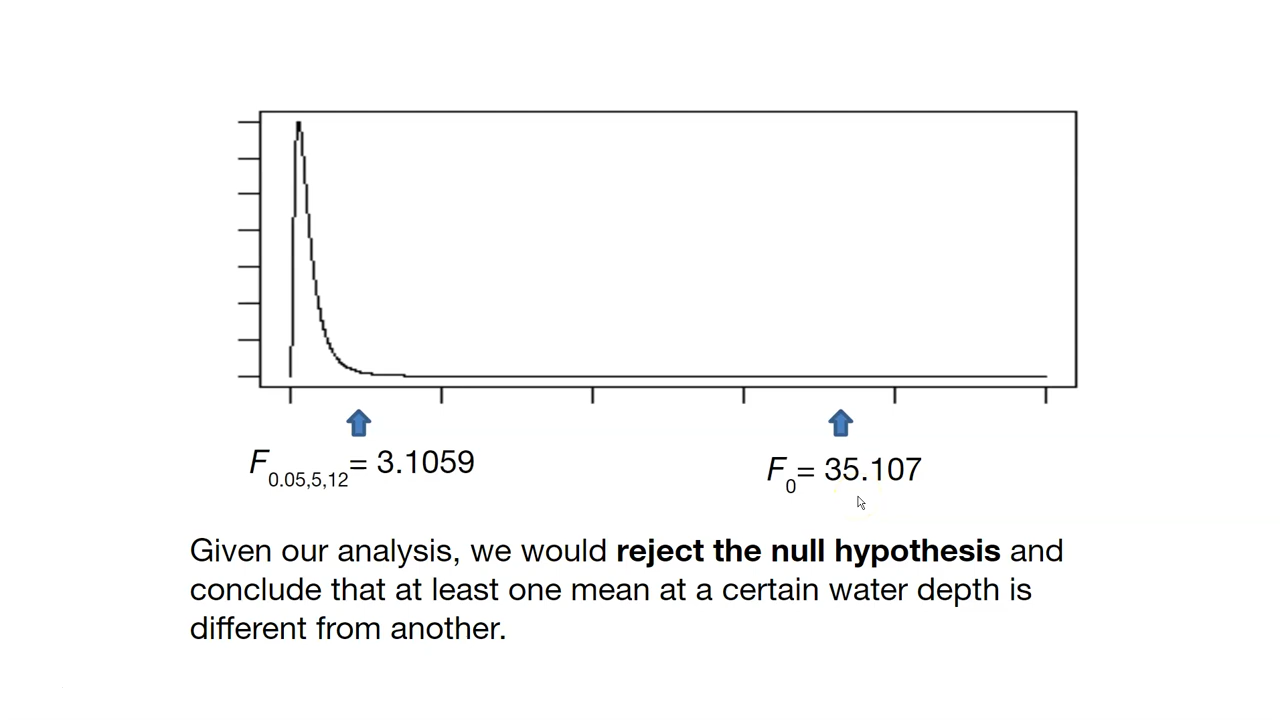 F0.05,5,12= 3.1059
F0= 35.107
Given our analysis, we would reject the null hypothesis and
conclude that at least one mean at a certain water depth is
different from another.